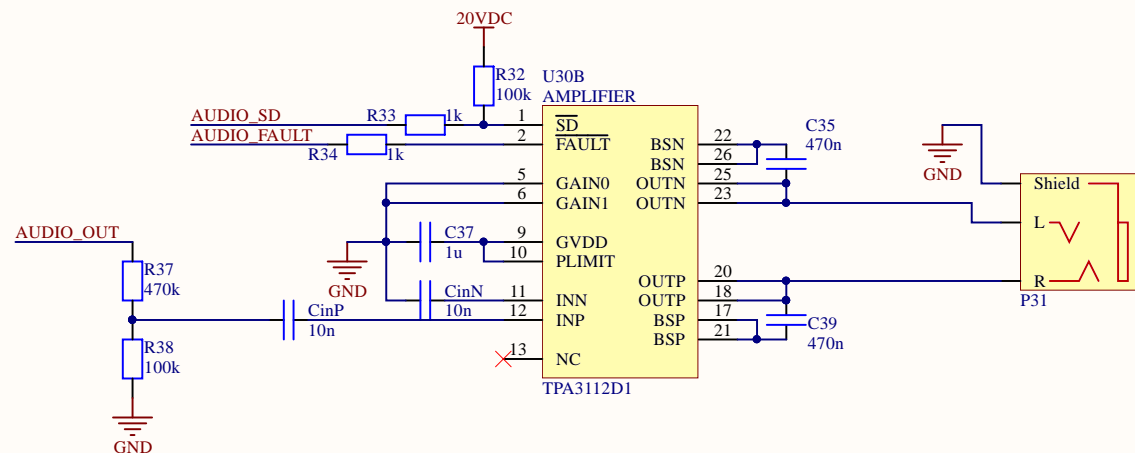 20VDC
R32
100k
U30B
AMPLIFIER
AUDIO_SD
R33
1k
1
SD
AUDIO_FAULT
R34
1k
2
FAULT
BSN
22
C35
470n
BSN
26
GND
5
GAIN0
OUTN
25
Shield
6
GAIN1
OUTN
23
L
AUDIO_OUT
C37
1u
9
GVDD
10
PLIMIT
GND
R37
470k
OUTP
20
R
P31
CinP
10n
CinN
10n
11
INN
OUTP
18
12
INP
BSP
17
C39
470n
BSP
21
R38
100k
13
NC
TPA3112D1
GND